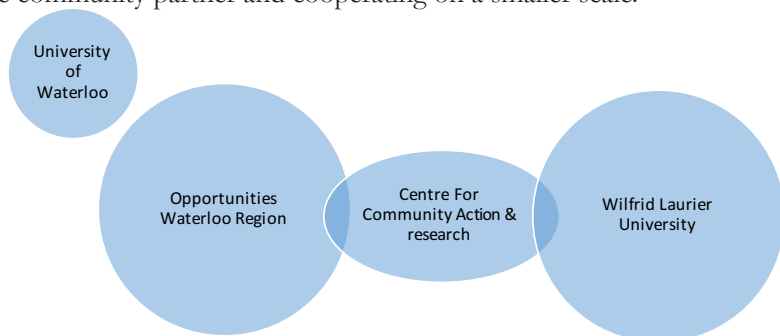 community partner and cooperating on a smaller scale.
University
of
Waterloo
Opportunities
Waterloo Region
Centre For
Community Action &
research
Wilfrid Laurier
University